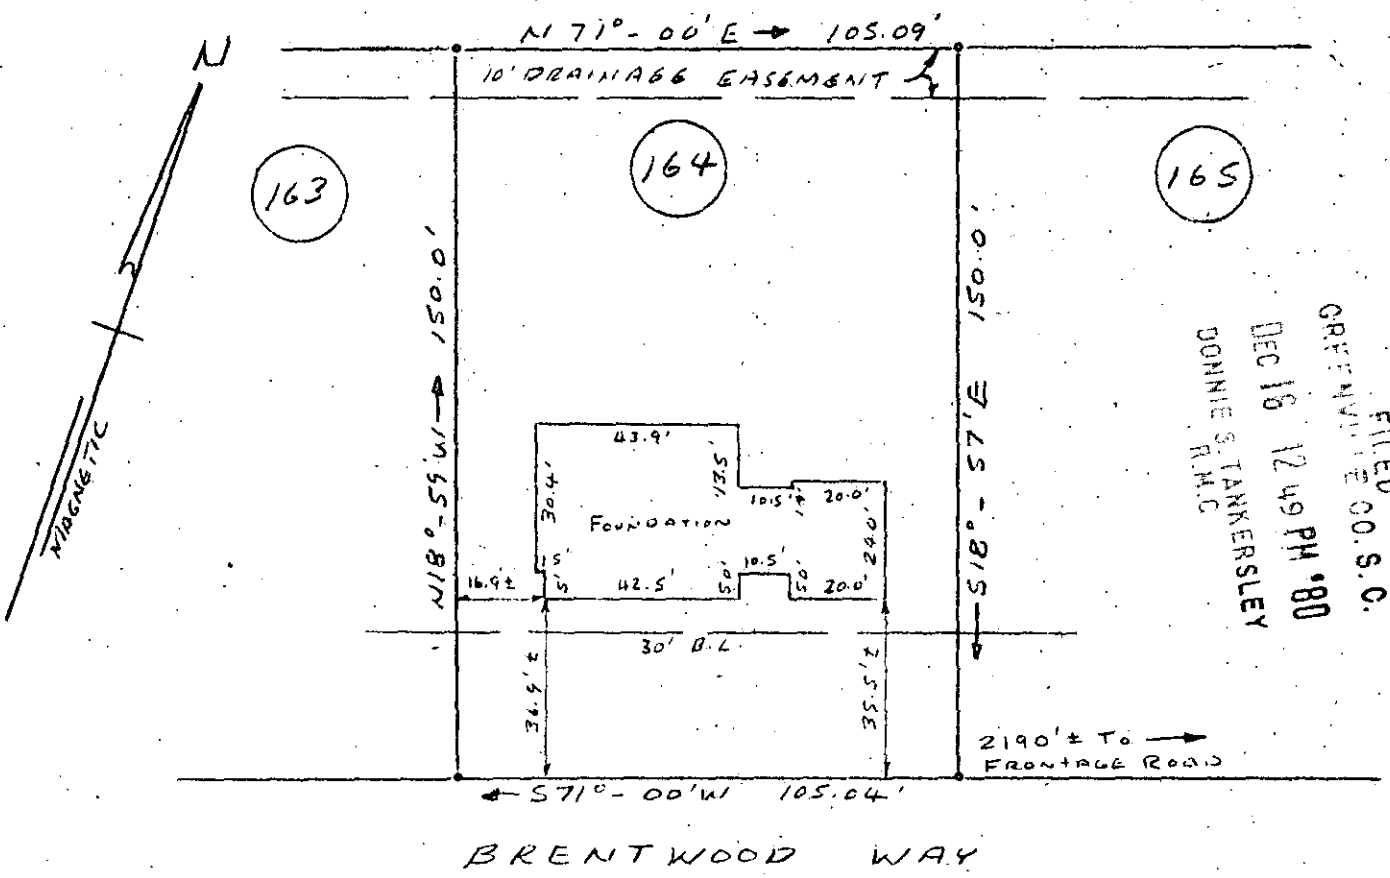 N 71° - 00' E → 105.09'
N
10' DRAINAGE EASEMENT
163
164
165
N18° - 59' W → 150.0'
S18° - 57' E 150.0'
MAGNETIC
43.9'
30.4'
13.5'
10.5'
20.0'
FOUNDATION
24.0'
1.5'
5'
10.5'
16.9'±
42.5'
5.0'
5.0'
20.0'
30' B.L.
36.9'±
35.5'±
2190'± To →
FRONTAGE ROAD
← S71° - 00' W 105.04'
BRENTWOOD WAY
FILED
GREENVILLE CO. S. C.
DEC 16 12 49 PM '80
DONNIE S. TANKERSLEY
R.M.C